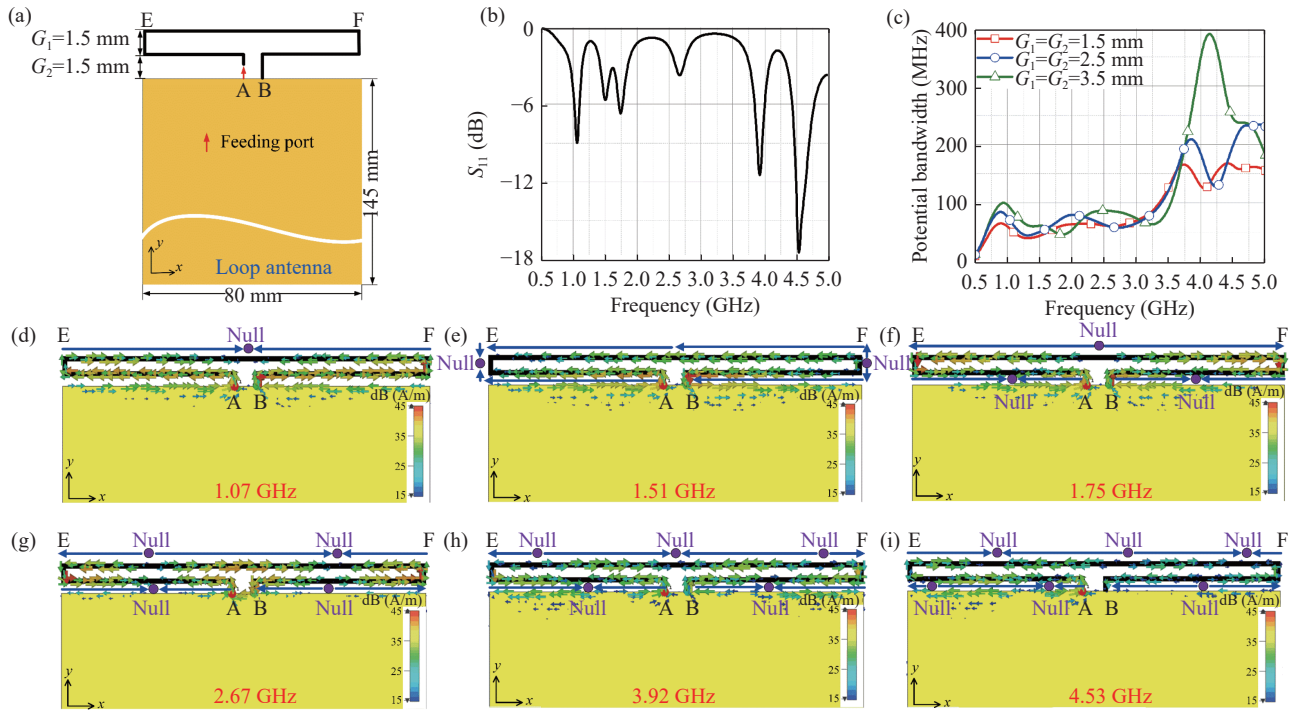 (a)
E
F
G₁=1.5 mm
G₂=1.5 mm
A B
Feeding port
145 mm
y
x
Loop antenna
80 mm
(b)
0
−6
−12
−18
S₁₁ (dB)
0.5 1.0 1.5 2.0 2.5 3.0 3.5 4.0 4.5 5.0
Frequency (GHz)
(c)
400
300
200
100
0
Potential bandwidth (MHz)
G₁=G₂=1.5 mm
G₁=G₂=2.5 mm
G₁=G₂=3.5 mm
0.5 1.0 1.5 2.0 2.5 3.0 3.5 4.0 4.5 5.0
Frequency (GHz)
(d)
E
Null
F
A B
dB (A/m)
45
35
25
15
y
x
1.07 GHz
(e)
E
F
Null
Null
A B
dB (A/m)
45
35
25
15
y
x
1.51 GHz
(f)
E
Null
F
Null
A B
Null
dB (A/m)
45
35
25
15
y
x
1.75 GHz
(g)
E
Null
Null
F
Null
A B
Null
dB (A/m)
45
35
25
15
y
x
2.67 GHz
(h)
E
Null
Null
Null
F
Null
A B
Null
dB (A/m)
45
35
25
15
y
x
3.92 GHz
(i)
E
Null
Null
Null
F
Null
Null
A B
Null
dB (A/m)
45
35
25
15
y
x
4.53 GHz